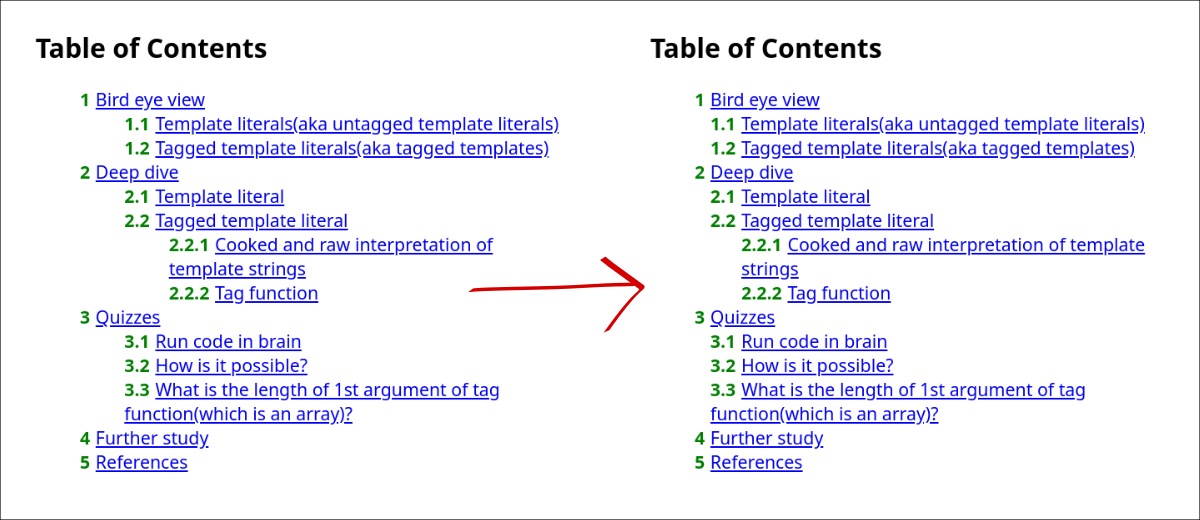 Table of Contents
1 Bird eye view
1.1 Template literals(aka untagged template literals)
1.2 Tagged template literals(aka tagged templates)
2 Deep dive
2.1 Template literal
2.2 Tagged template literal
2.2.1 Cooked and raw interpretation of
template strings
2.2.2 Tag function
3 Quizzes
3.1 Run code in brain
3.2 How is it possible?
3.3 What is the length of 1st argument of tag
function(which is an array)?
4 Further study
5 References
Table of Contents
1 Bird eye view
1.1 Template literals(aka untagged template literals)
1.2 Tagged template literals(aka tagged templates)
2 Deep dive
2.1 Template literal
2.2 Tagged template literal
2.2.1 Cooked and raw interpretation of template
strings
2.2.2 Tag function
3 Quizzes
3.1 Run code in brain
3.2 How is it possible?
3.3 What is the length of 1st argument of tag
function(which is an array)?
4 Further study
5 References